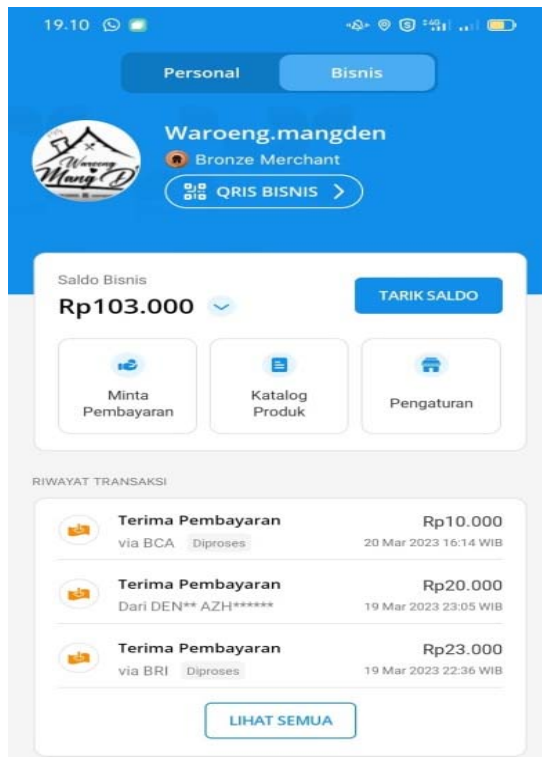 19.10
Personal
Bisnis
Waroeng.mangden
Bronze Merchant
Waroeng
Mang D'
QRIS BISNIS
Saldo Bisnis
Rp103.000
TARIK SALDO
Minta
Pembayaran
Katalog
Produk
Pengaturan
RIWAYAT TRANSAKSI
Terima Pembayaran
Rp10.000
via BCA Diproses
20 Mar 2023 16:14 WIB
Terima Pembayaran
Rp20.000
Dari DEN** AZH******
19 Mar 2023 23:05 WIB
Terima Pembayaran
Rp23.000
via BRI Diproses
19 Mar 2023 22:36 WIB
LIHAT SEMUA